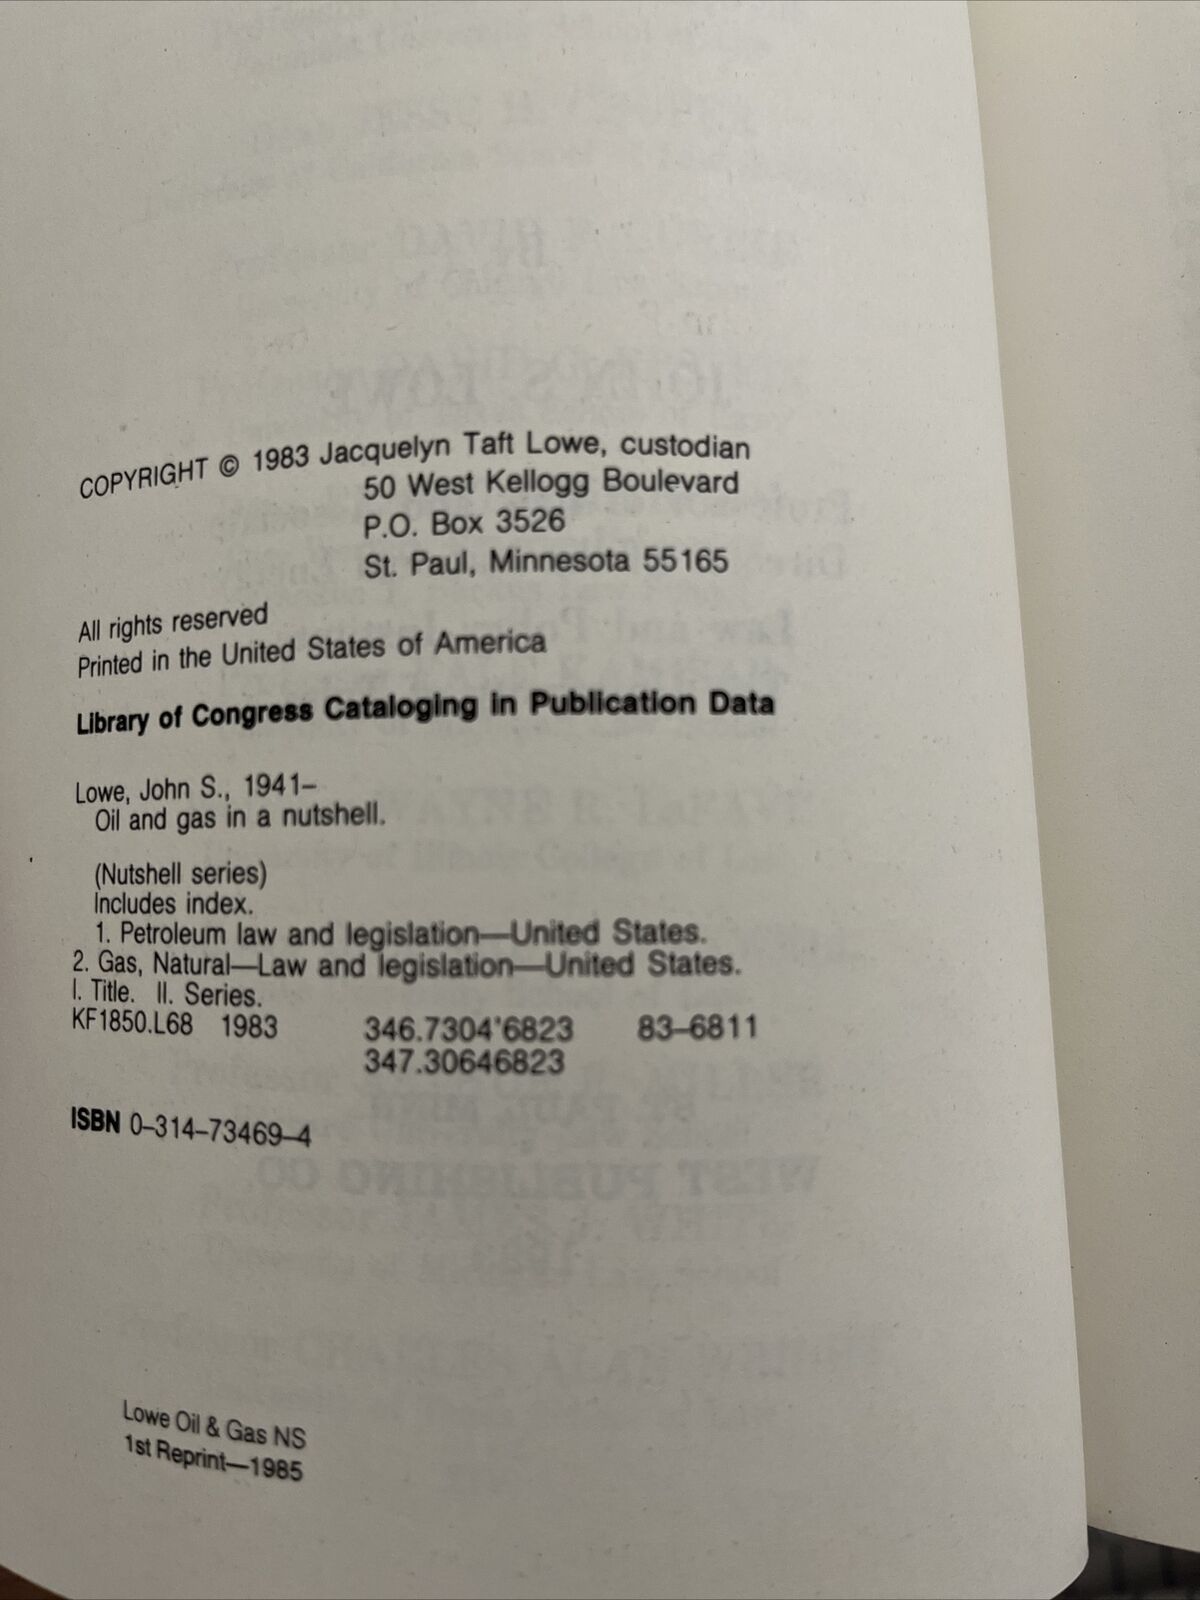 COPYRIGHT © 1983 Jacquelyn Taft Lowe, custodian
50 West Kellogg Boulevard
P.O. Box 3526
St. Paul, Minnesota 55165
All rights reserved
Printed in the United States of America
Library of Congress Cataloging in Publication Data
Lowe, John S., 1941–
Oil and gas in a nutshell.
(Nutshell series)
Includes index.
1. Petroleum law and legislation—United States.
2. Gas, Natural—Law and legislation—United States.
I. Title. II. Series.
KF1850.L68 1983 346.7304'6823 83–6811
347.30646823
ISBN 0–314–73469–4
Lowe Oil & Gas NS
1st Reprint—1985